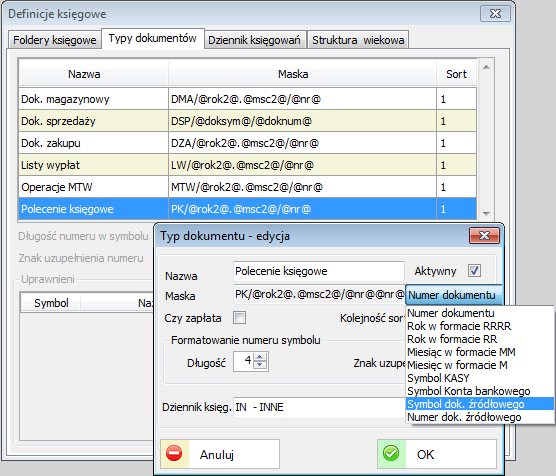 Definicje księgowe
Foldery księgowe Typy dokumentów Dziennik księgowań Struktura wiekowa
Nazwa Maska Sort
Dok. magazynowy DMA/@rok2@.@msc2@/@nr@ 1
Dok. sprzedaży DSP/@doksym@/@doknum@ 1
Dok. zakupu DZA/@rok2@.@msc2@/@nr@ 1
Listy wypłat LW/@rok2@.@msc2@/@nr@ 1
Operacje MTW MTW/@rok2@.@msc2@/@nr@ 1
Polecenie księgowe PK/@rok2@.@msc2@/@nr@ 1
Długość numeru w symbolu
Znak uzupełnienia numeru
Uprawnieni
Symbol Na
Typ dokumentu - edycja
Nazwa Polecenie księgowe Aktywny
Maska PK/@rok2@.@msc2@/@nr@@nr@ Numer dokumentu
Czy zapłata Kolejność sor
Formatowanie numeru symbolu
Długość 4 Znak uzupe
Dziennik księg. IN - INNE
Numer dokumentu
Rok w formacie RRRR
Rok w formacie RR
Miesiąc w formacie MM
Miesiąc w formacie M
Symbol KASY
Symbol Konta bankowego
Symbol dok. źródłowego
Numer dok. źródłowego
Anuluj OK